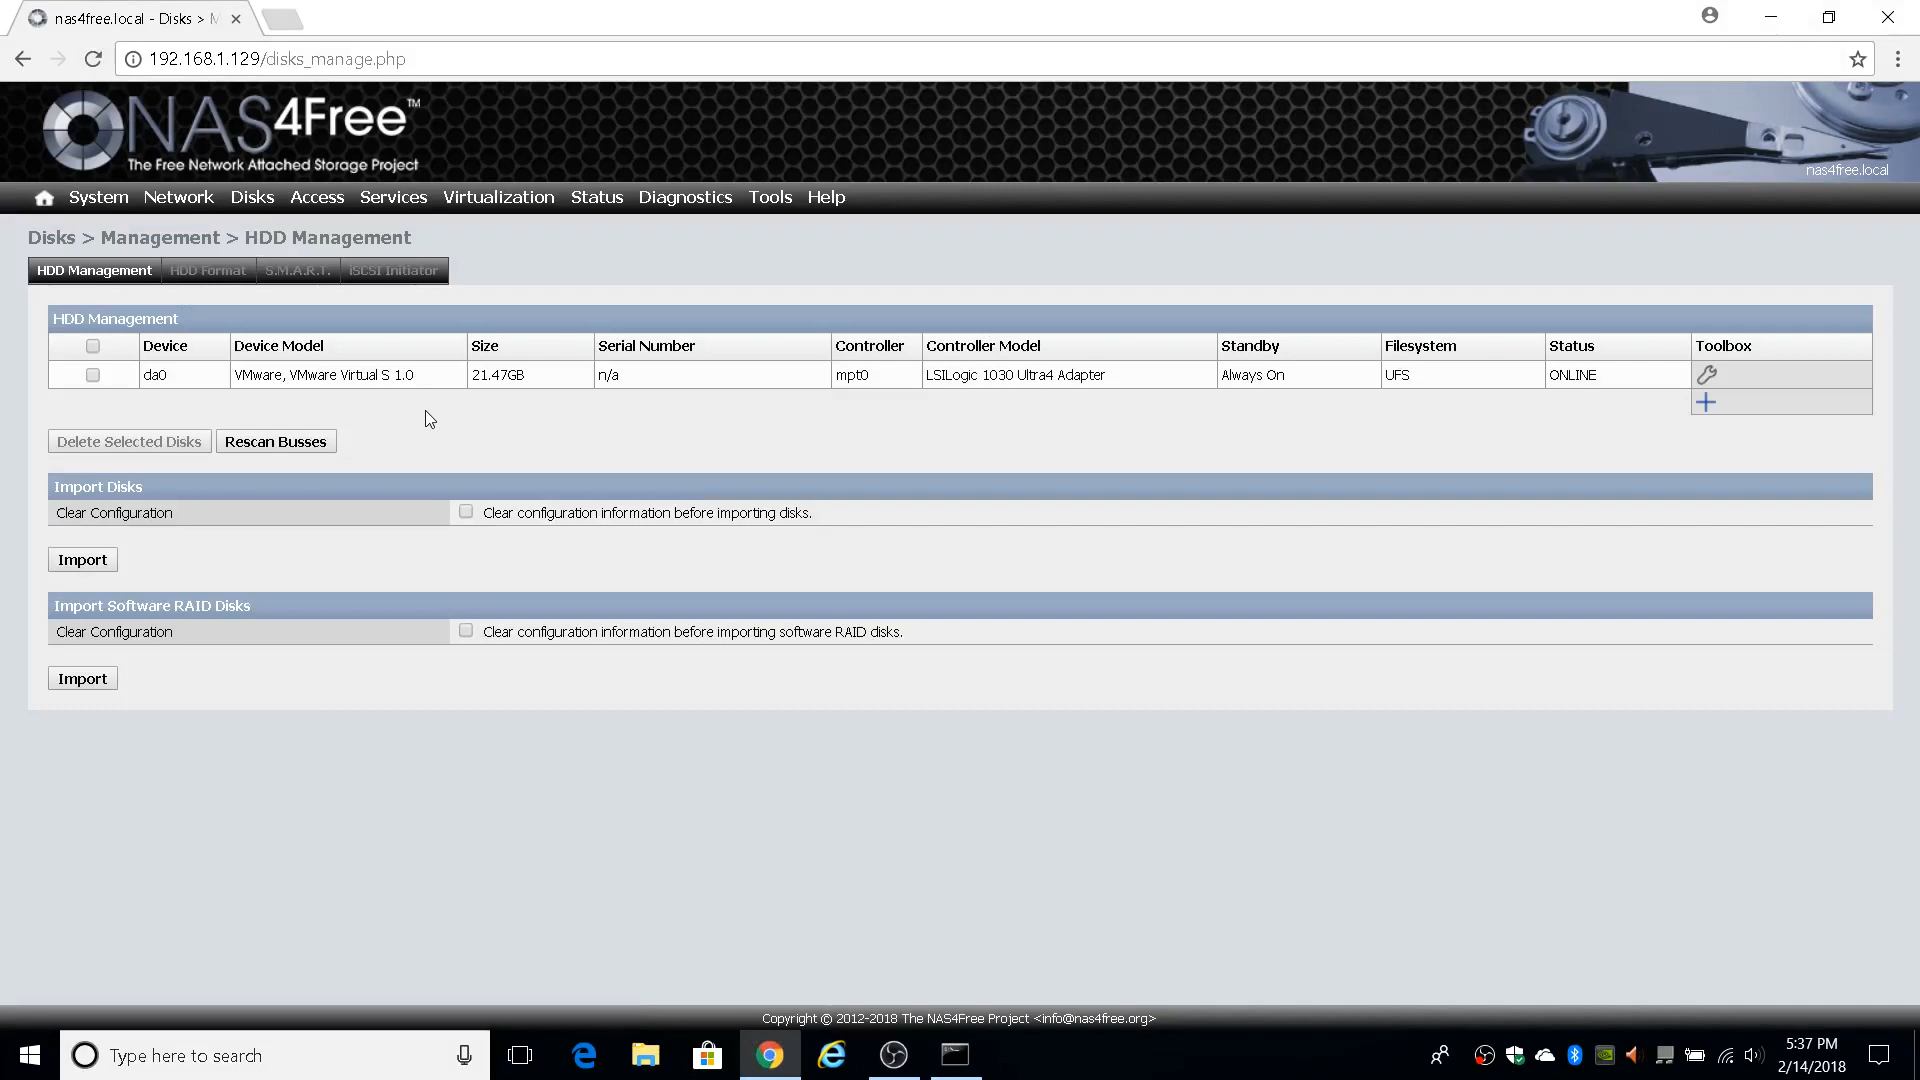 nas4free.local - Disks > M
192.168.1.129/disks_manage.php
NAS4Free™
The Free Network Attached Storage Project
nas4free.local
System Network Disks Access Services Virtualization Status Diagnostics Tools Help
Disks > Management > HDD Management
HDD Management HDD Format S.M.A.R.T. iSCSI Initiator
HDD Management
Device Device Model Size Serial Number Controller Controller Model Standby Filesystem Status Toolbox
da0 VMware, VMware Virtual S 1.0 21.47GB n/a mpt0 LSILogic 1030 Ultra4 Adapter Always On UFS ONLINE
Delete Selected Disks Rescan Busses
Import Disks
Clear Configuration Clear configuration information before importing disks.
Import
Import Software RAID Disks
Clear Configuration Clear configuration information before importing software RAID disks.
Import
Copyright © 2012-2018 The NAS4Free Project <info@nas4free.org>
Type here to search
5:37 PM
2/14/2018